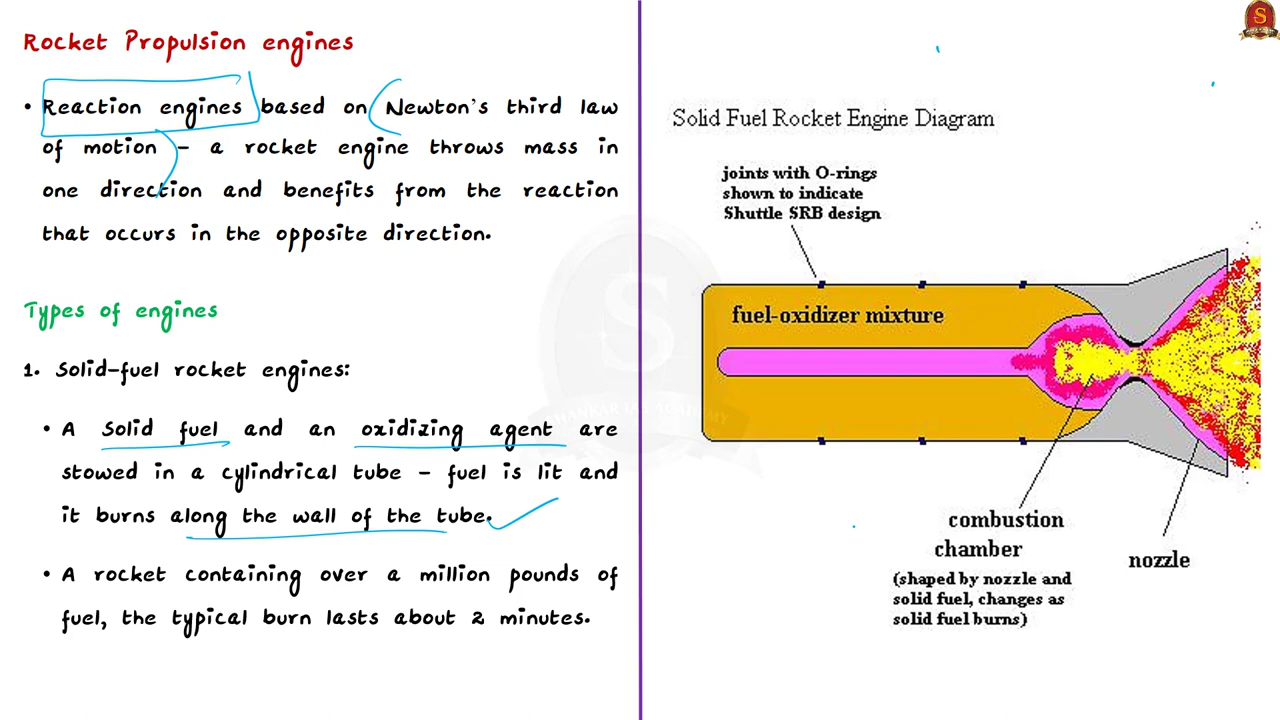 Rocket Propulsion engines
• Reaction engines based on Newton's third law
of motion – a rocket engine throws mass in
one direction and benefits from the reaction
that occurs in the opposite direction.
Types of engines
1. Solid-fuel rocket engines:
• A solid fuel and an oxidizing agent are
stowed in a cylindrical tube – fuel is lit and
it burns along the wall of the tube.
• A rocket containing over a million pounds of
fuel, the typical burn lasts about 2 minutes.
Solid Fuel Rocket Engine Diagram
joints with O-rings
shown to indicate
Shuttle SRB design
fuel-oxidizer mixture
combustion
chamber
(shaped by nozzle and
solid fuel, changes as
solid fuel burns)
nozzle
S